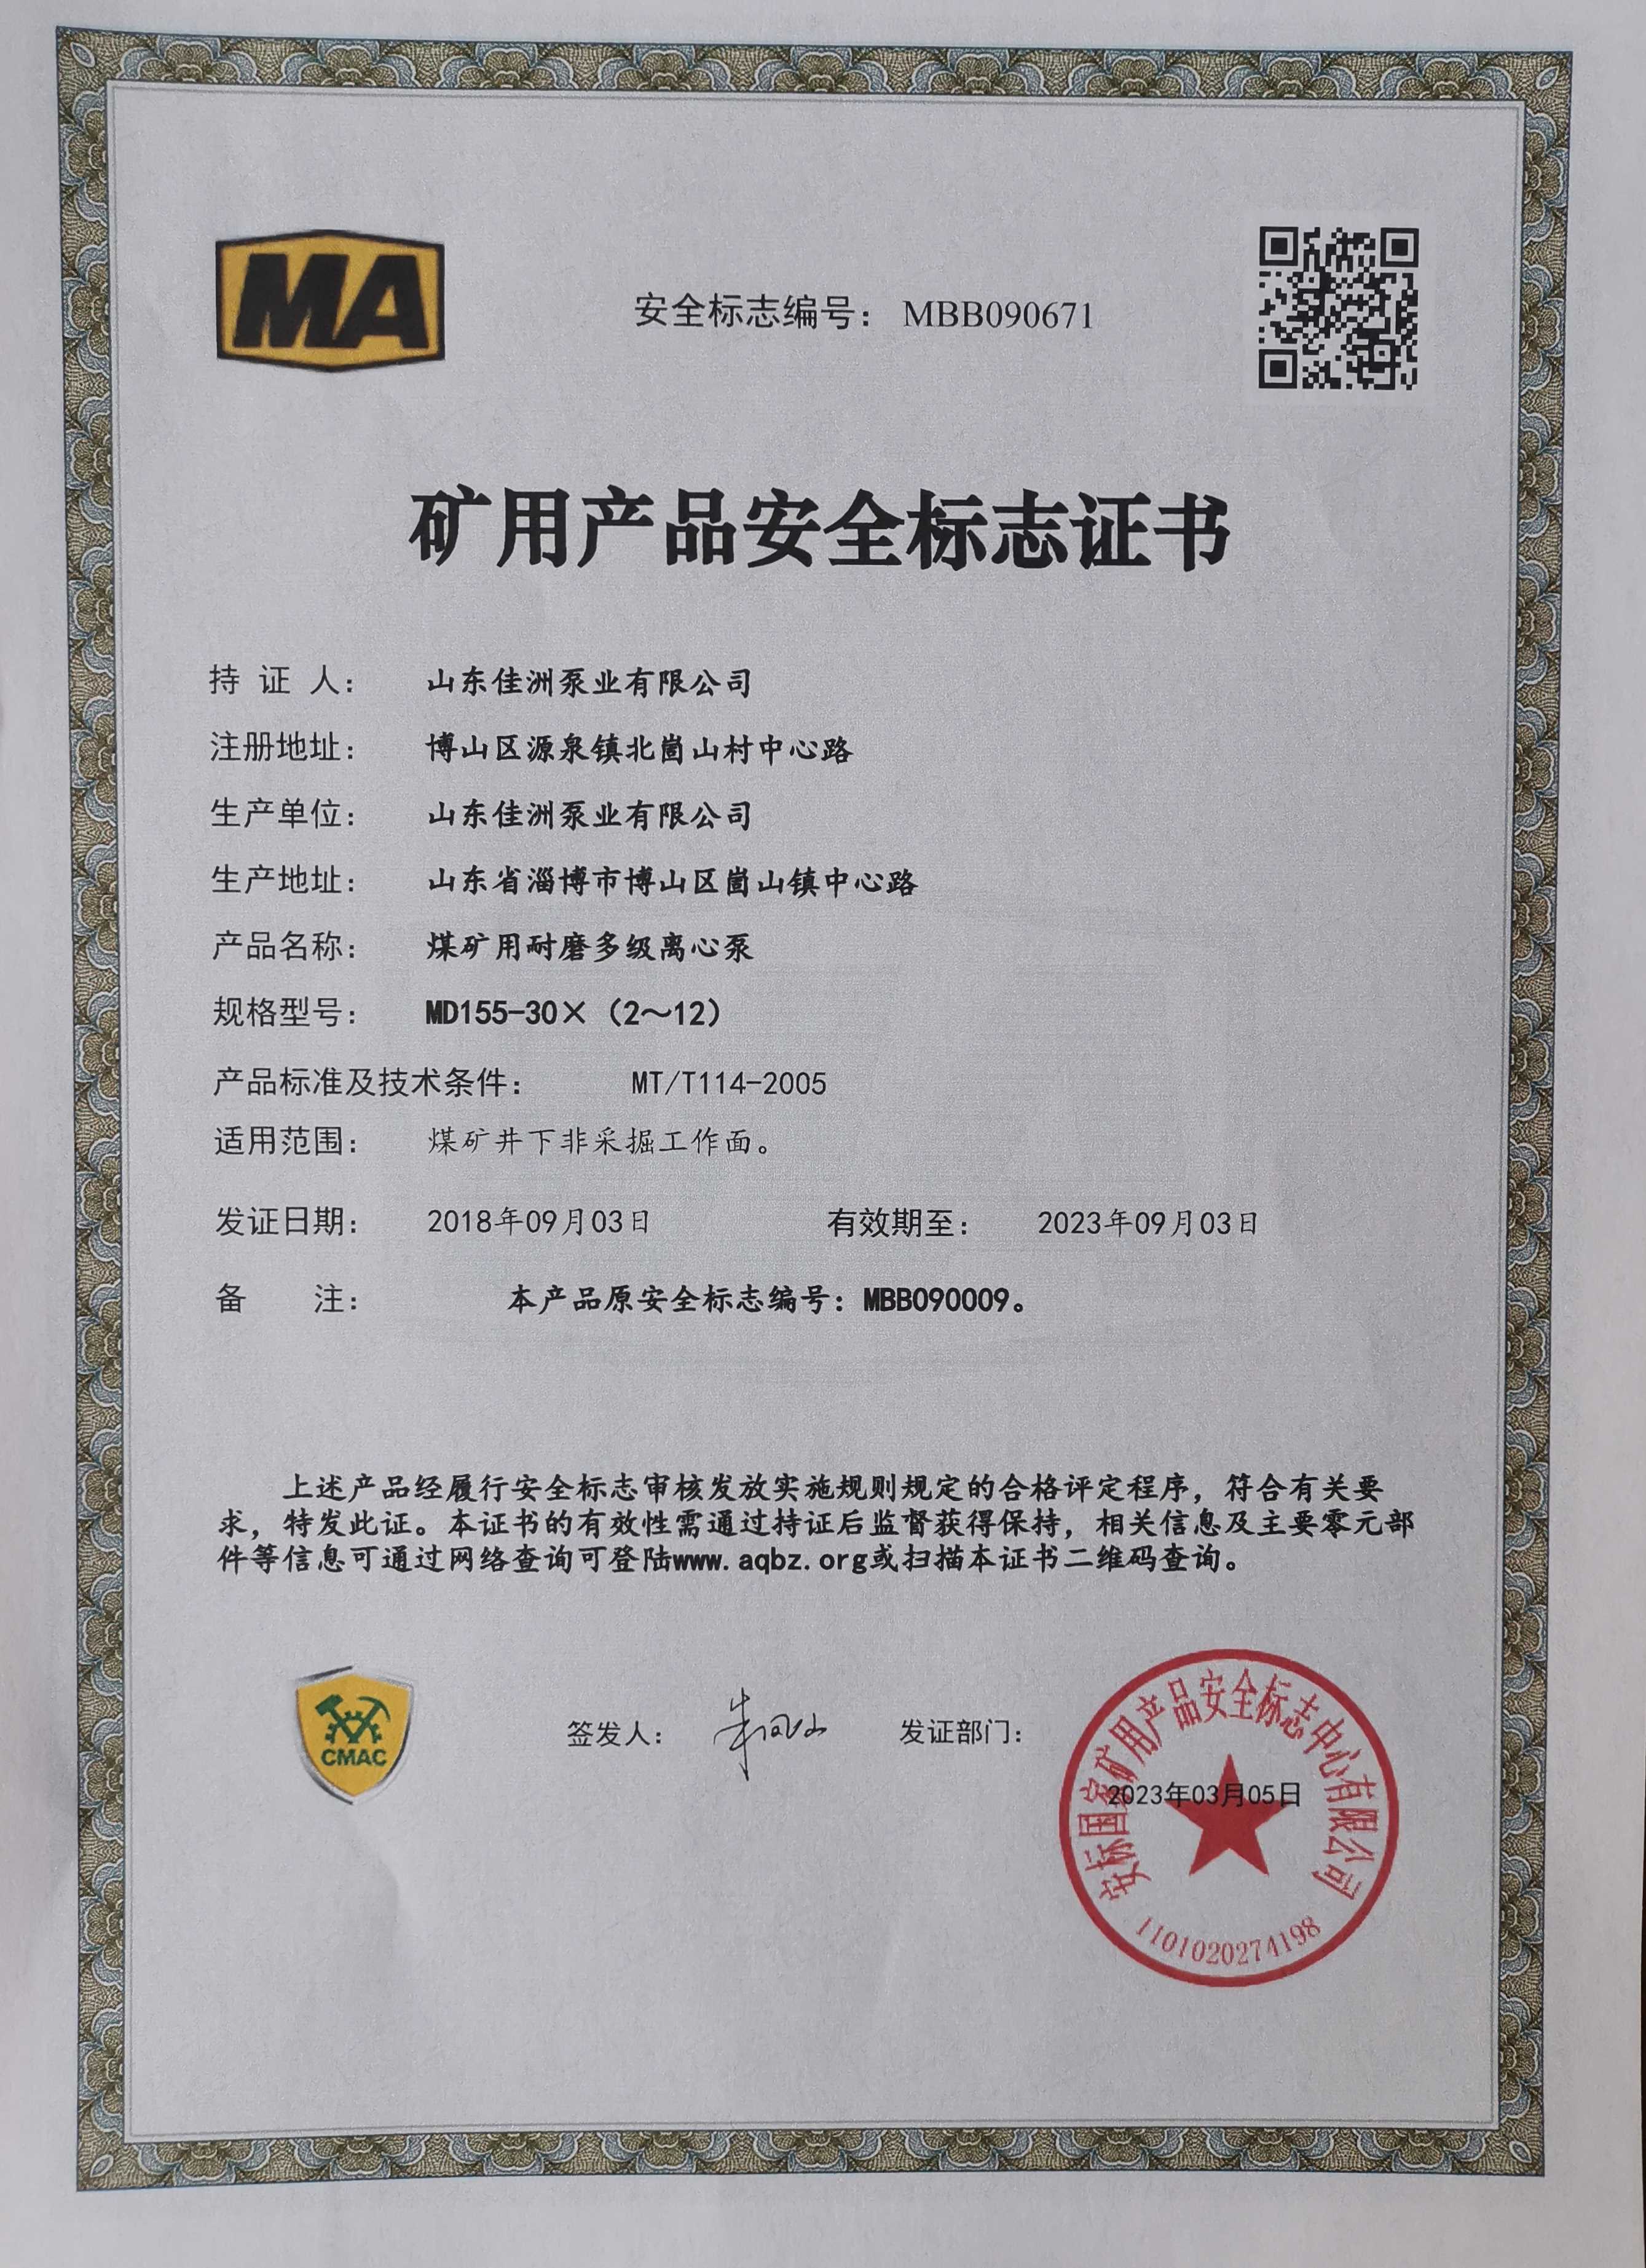 MA
安全标志编号： MBB090671
矿用产品安全标志证书
持 证 人： 山东佳洲泵业有限公司
注册地址： 博山区源泉镇北崮山村中心路
生产单位： 山东佳洲泵业有限公司
生产地址： 山东省淄博市博山区崮山镇中心路
产品名称： 煤矿用耐磨多级离心泵
规格型号： MD155-30×（2～12）
产品标准及技术条件： MT/T114-2005
适用范围： 煤矿井下非采掘工作面。
发证日期： 2018年09月03日 有效期至： 2023年09月03日
备 注： 本产品原安全标志编号：MBB090009。
上述产品经履行安全标志审核发放实施规则规定的合格评定程序，符合有关要
求，特发此证。本证书的有效性需通过持证后监督获得保持，相关信息及主要零元部
件等信息可通过网络查询可登陆www.aqbz.org或扫描本证书二维码查询。
CMAC
签发人： 发证部门：
安标国家矿用产品安全标志中心有限公司
2023年03月05日
1101020274198